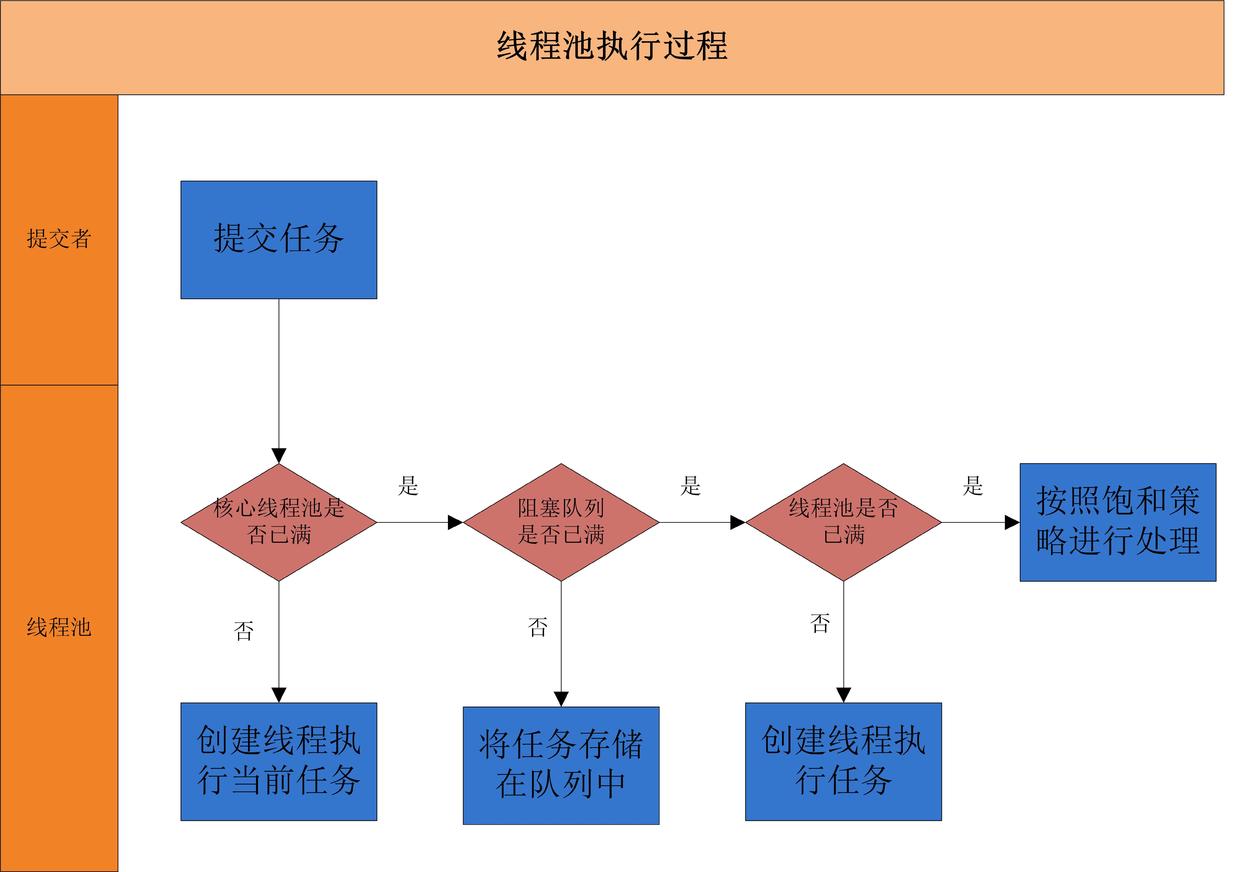 线程池执行过程
提交者
提交任务
线程池
核心线程池是
否已满
是
阻塞队列
是否已满
是
线程池是否
已满
是
按照饱和策
略进行处理
否
否
否
创建线程执
行当前任务
将任务存储
在队列中
创建线程执
行任务